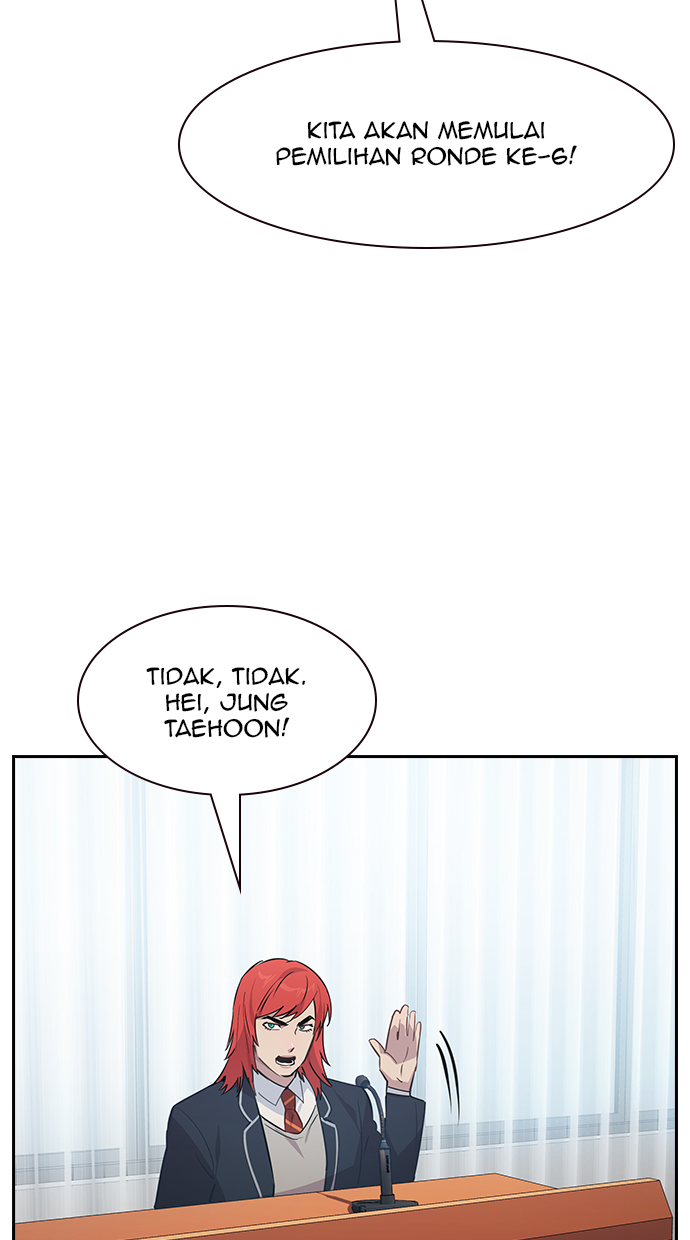 KITA AKAN MEMULAI
PEMILIHAN RONDE KE-6!
TIDAK, TIDAK.
HEI, JUNG
TAEHOON!